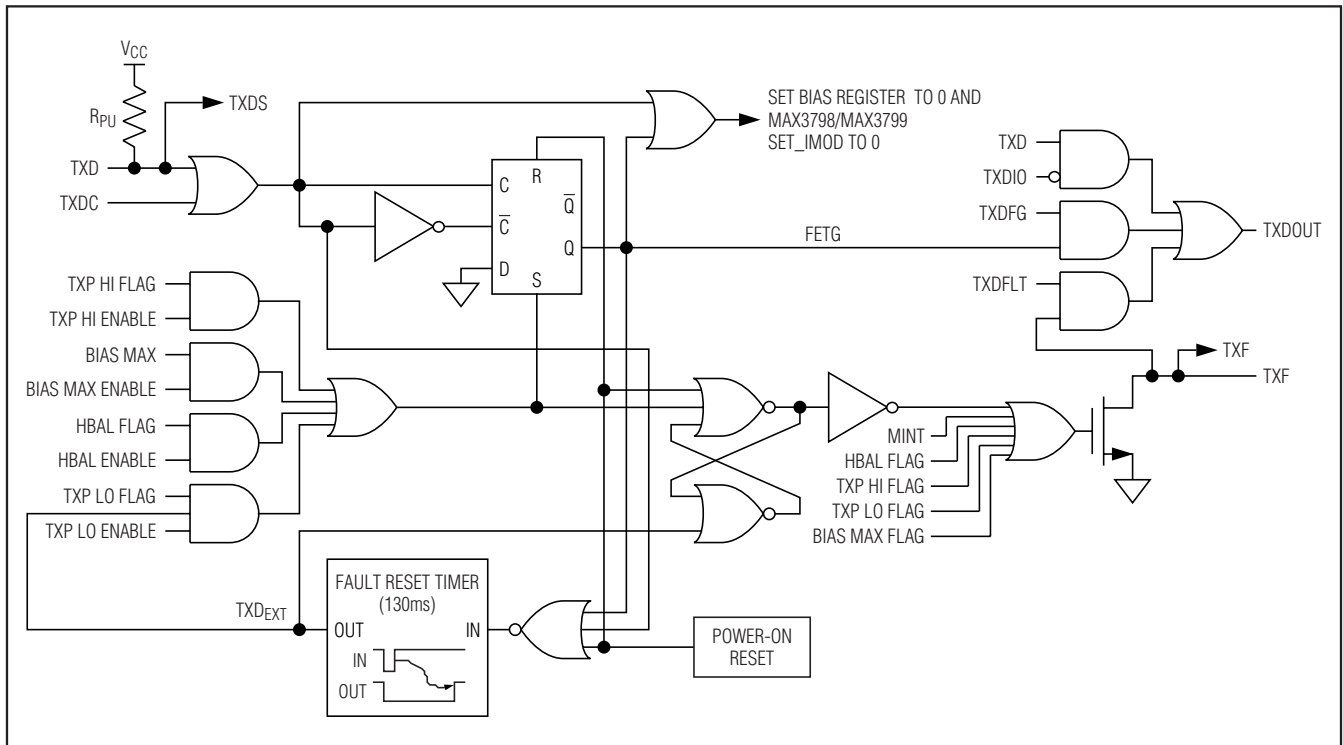 VCC
RPU
TXDS
TXD
TXDC
SET BIAS REGISTER TO 0 AND
MAX3798/MAX3799
SET_IMOD TO 0
R
C
Q
C
Q
D
S
FETG
TXD
TXDIO
TXDFG
TXDFLT
TXDOUT
TXF
TXF
TXP HI FLAG
TXP HI ENABLE
BIAS MAX
BIAS MAX ENABLE
HBAL FLAG
HBAL ENABLE
TXP LO FLAG
TXP LO ENABLE
MINT
HBAL FLAG
TXP HI FLAG
TXP LO FLAG
BIAS MAX FLAG
TXDEXT
FAULT RESET TIMER
(130ms)
OUT
IN
IN
OUT
POWER-ON
RESET